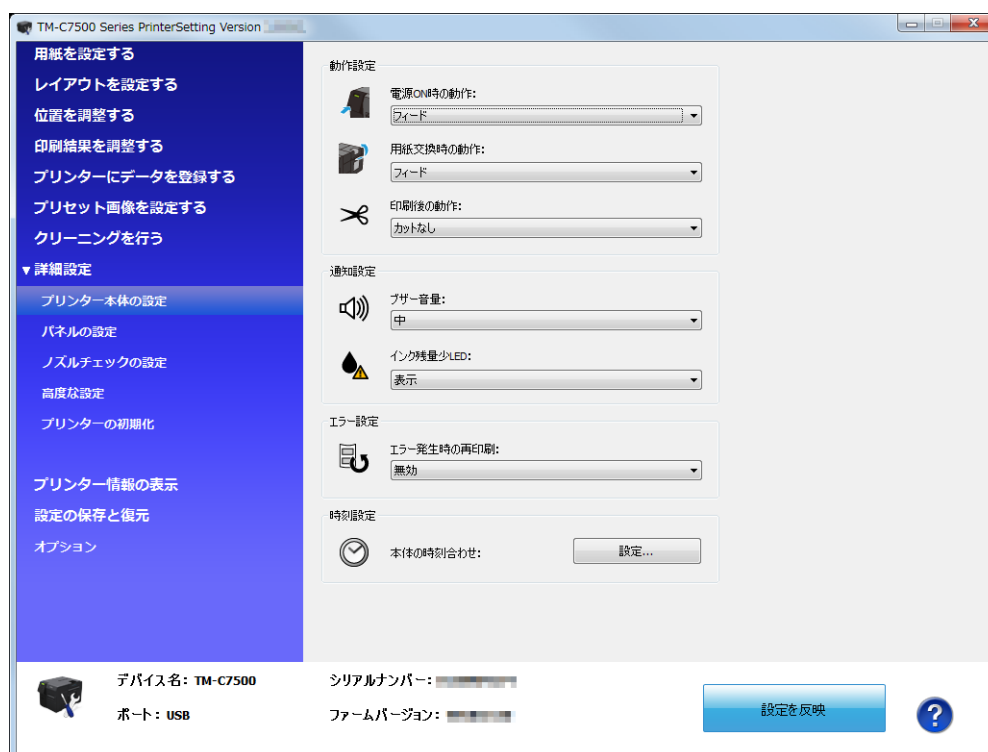 TM-C7500 Series PrinterSetting Version
用紙を設定する
レイアウトを設定する
位置を調整する
印刷結果を調整する
プリンターにデータを登録する
プリセット画像を設定する
クリーニングを行う
▼詳細設定
プリンター本体の設定
パネルの設定
ノズルチェックの設定
高度な設定
プリンターの初期化
プリンター情報の表示
設定の保存と復元
オプション
動作設定
電源ON時の動作:
フィード
用紙交換時の動作:
フィード
印刷後の動作:
カットなし
通知設定
ブザー音量:
中
インク残量少LED:
表示
エラー設定
エラー発生時の再印刷:
無効
時刻設定
本体の時刻合わせ:
設定...
デバイス名: TM-C7500
ポート: USB
シリアルナンバー:
ファームバージョン:
設定を反映
?